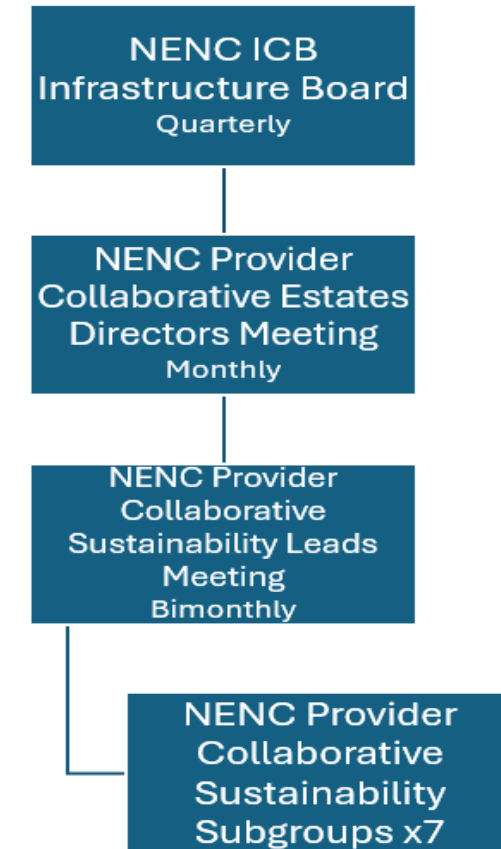 NENC ICB
Infrastructure Board
Quarterly
NENC Provider
Collaborative Estates
Directors Meeting
Monthly
NENC Provider
Collaborative
Sustainability Leads
Meeting
Bimonthly
NENC Provider
Collaborative
Sustainability
Subgroups x7